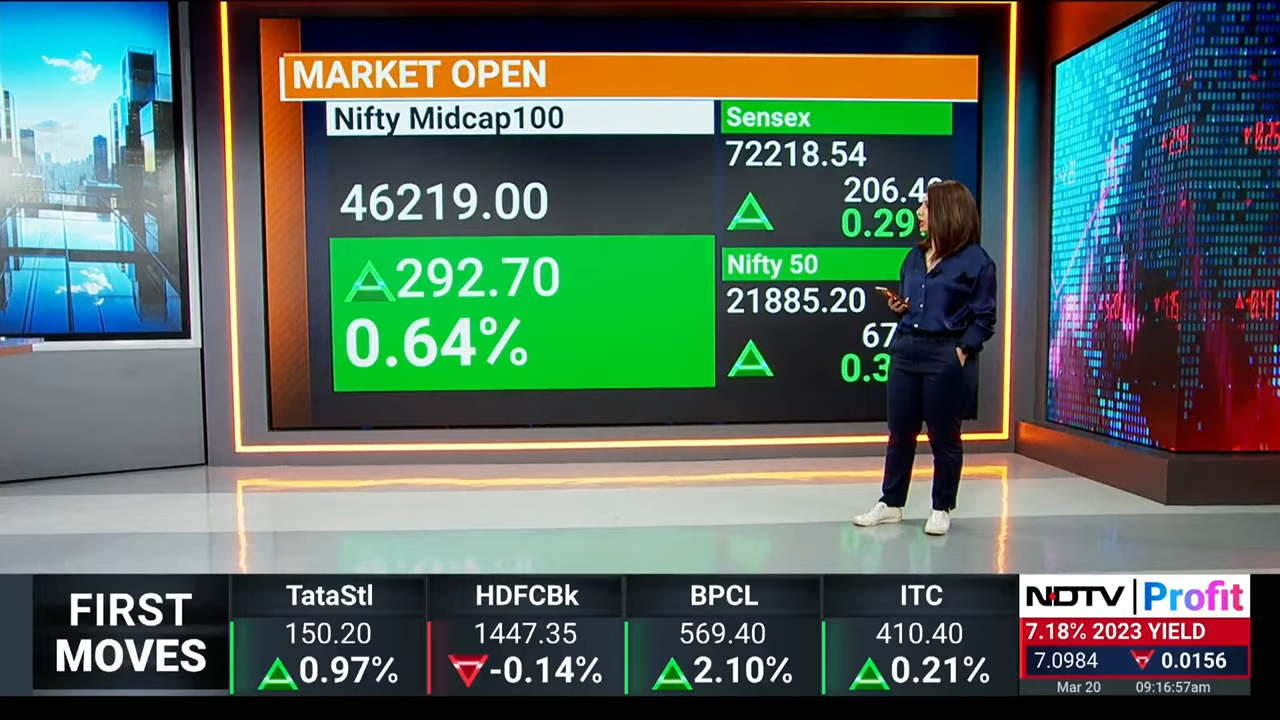 MARKET OPEN
Nifty Midcap100
46219.00
292.70
0.64%
Sensex
72218.54
Nifty 50
21885.20
FIRST
MOVES
TataStl
150.20
0.97%
HDFCBk
1447.35
-0.14%
BPCL
569.40
2.10%
ITC
410.40
0.21%
NDTV Profit
7.18% 2023 YIELD
7.0984 0.0156
Mar 20 09:16:57am